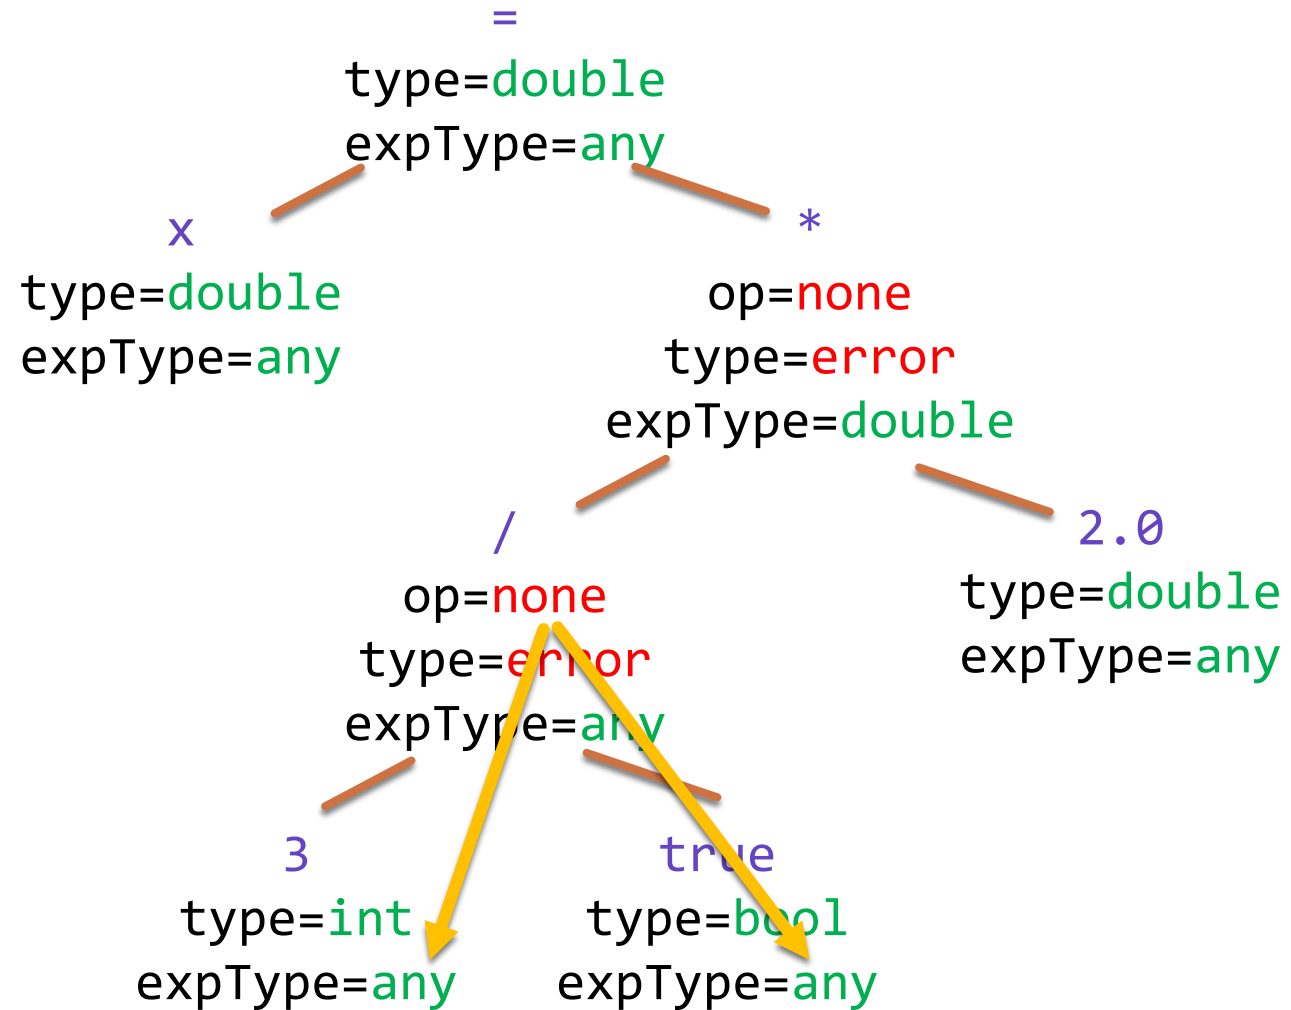 =
type=double
expType=any
x
type=double
expType=any
*
op=none
type=error
expType=double
/
op=none
type=error
expType=any
2.0
type=double
expType=any
3
type=int
expType=any
true
type=bool
expType=any